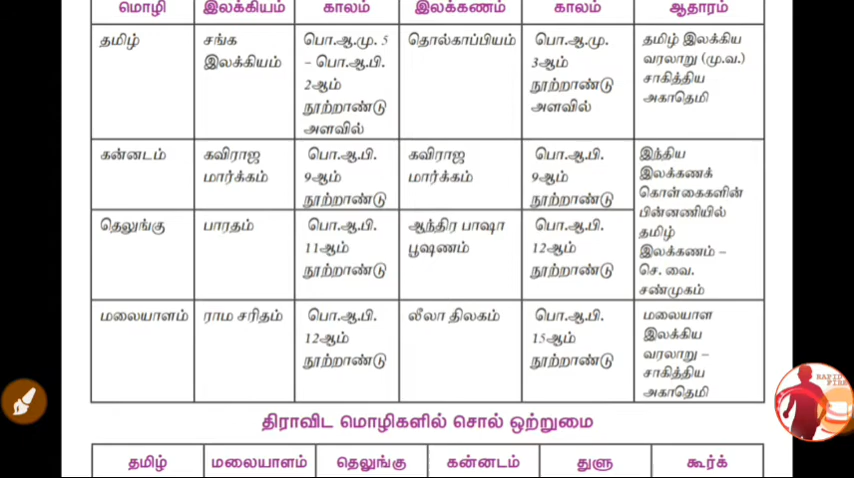 மொழி இலக்கியம் காலம் இலக்கணம் காலம் ஆதாரம்
தமிழ் சங்க இலக்கியம் பொ.ஆ.மு. 5 – பொ.ஆ.பி. 2ஆம் நூற்றாண்டு அளவில் தொல்காப்பியம் பொ.ஆ.மு. 3ஆம் நூற்றாண்டு அளவில் தமிழ் இலக்கிய வரலாறு (மு.வ.) சாகித்திய அகாதெமி
கன்னடம் கவிராஜ மார்க்கம் பொ.ஆ.பி. 9ஆம் நூற்றாண்டு கவிராஜ மார்க்கம் பொ.ஆ.பி. 9ஆம் நூற்றாண்டு இந்திய இலக்கணக் கொள்கைகளின் பின்னணியில் தமிழ் இலக்கணம் – செ. வை. சண்முகம்
தெலுங்கு பாரதம் பொ.ஆ.பி. 11ஆம் நூற்றாண்டு ஆந்திர பாஷா பூஷணம் பொ.ஆ.பி. 12ஆம் நூற்றாண்டு
மலையாளம் ராம சரிதம் பொ.ஆ.பி. 12ஆம் நூற்றாண்டு லீலா திலகம் பொ.ஆ.பி. 15ஆம் நூற்றாண்டு மலையாள இலக்கிய வரலாறு – சாகித்திய அகாதெமி
திராவிட மொழிகளில் சொல் ஒற்றுமை
தமிழ் மலையாளம் தெலுங்கு கன்னடம் துளு கூர்க்
RAPID
FIRE